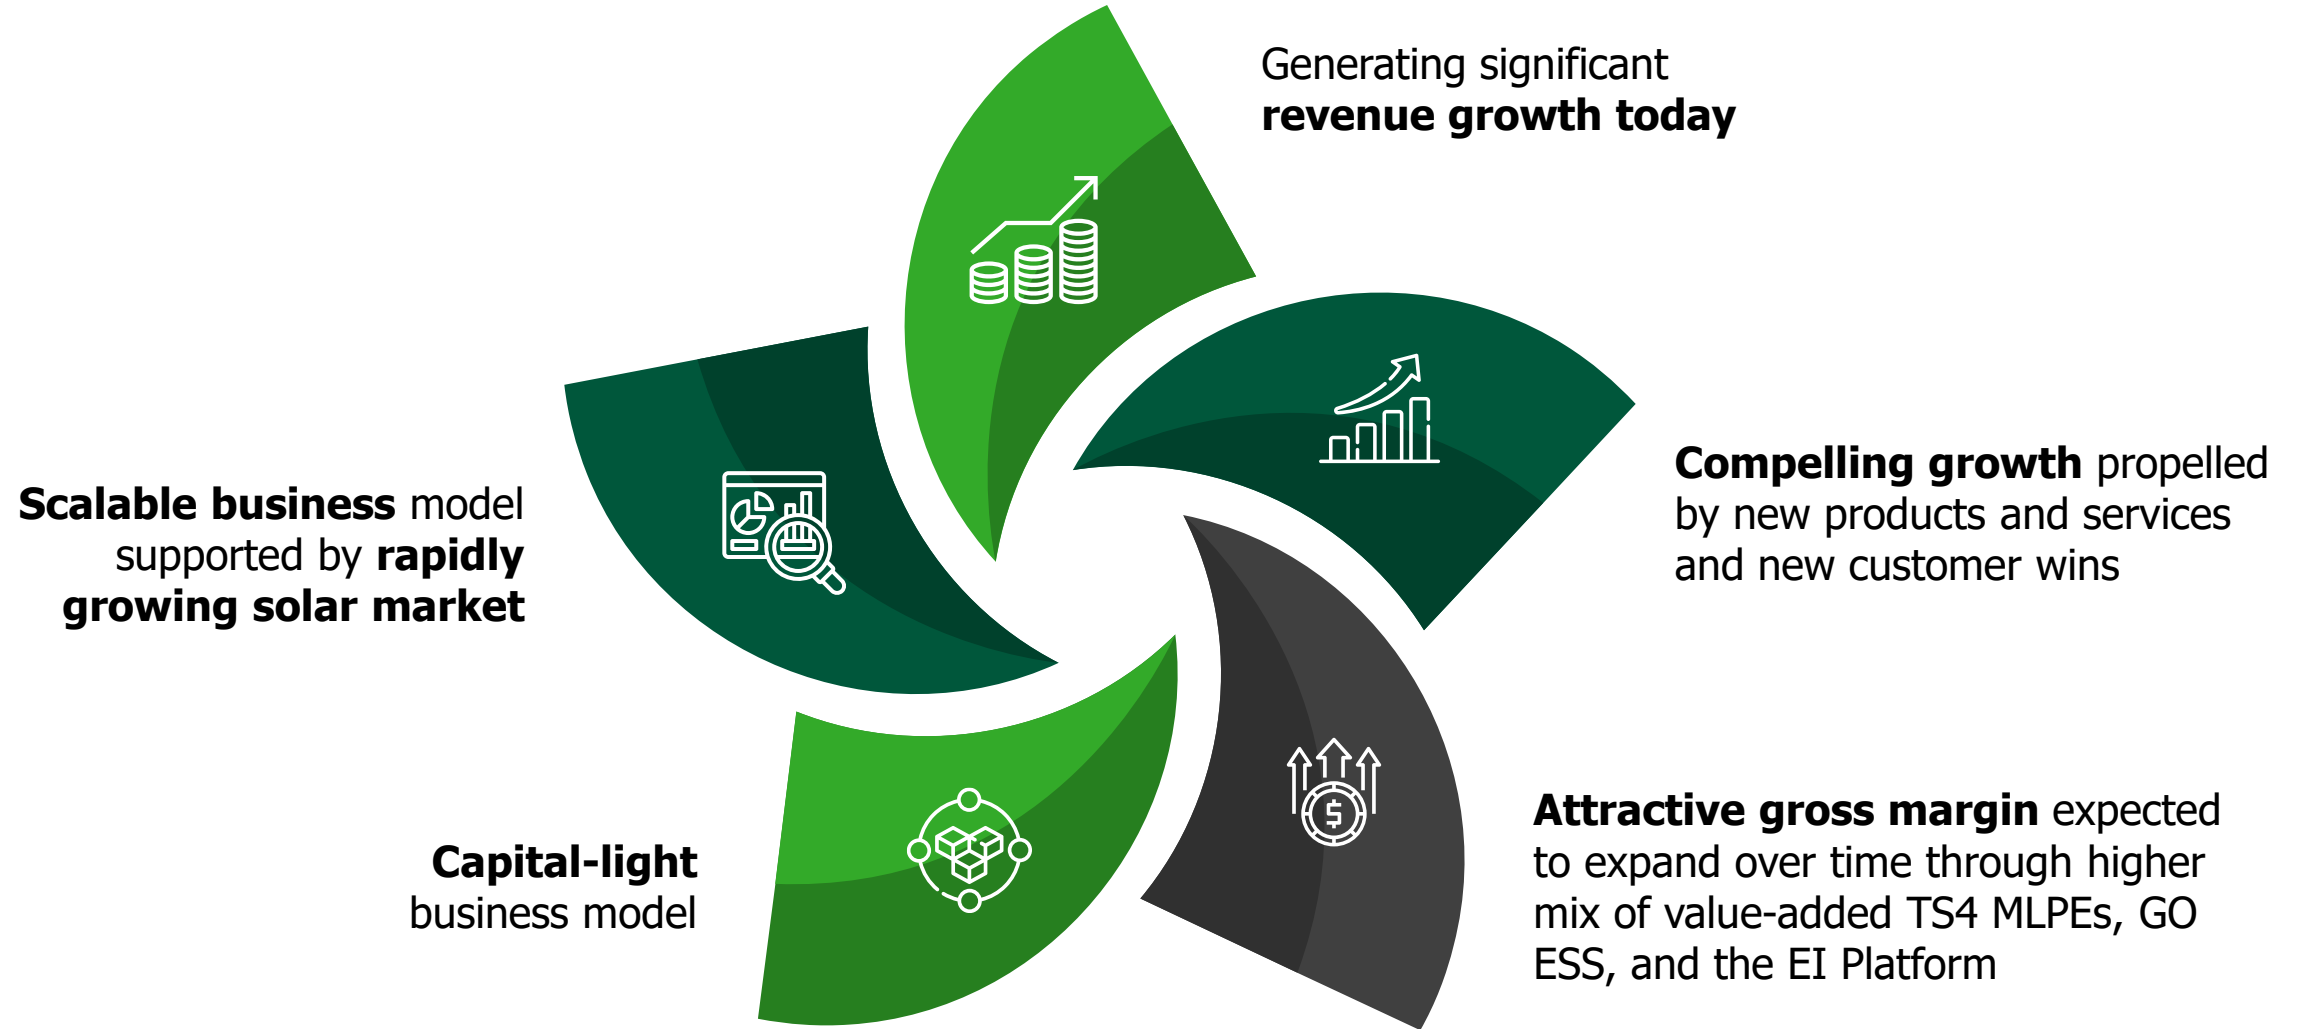 Generating significant
revenue growth today
Compelling growth propelled
by new products and services
and new customer wins
Attractive gross margin expected
to expand over time through higher
mix of value-added TS4 MLPEs, GO
ESS, and the EI Platform
Capital-light
business model
Scalable business model
supported by rapidly
growing solar market